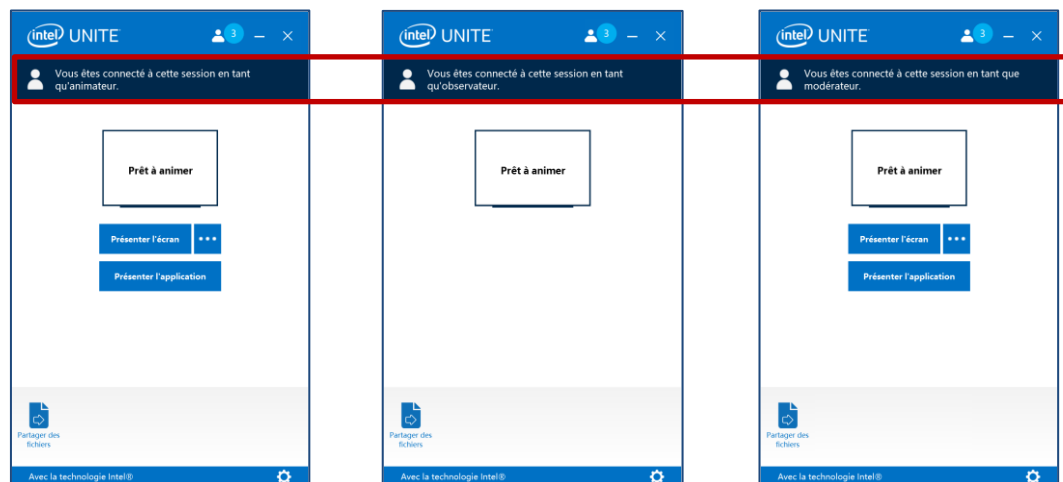 intel UNITE 3
Vous êtes connecté à cette session en tant
qu'animateur.
Prêt à animer
Présenter l'écran
Présenter l'application
Partager des
fichiers
Avec la technologie Intel®
intel UNITE 3
Vous êtes connecté à cette session en tant
qu'observateur.
Prêt à animer
Partager des
fichiers
Avec la technologie Intel®
intel UNITE 3
Vous êtes connecté à cette session en tant que
modérateur.
Prêt à animer
Présenter l'écran
Présenter l'application
Partager des
fichiers
Avec la technologie Intel®